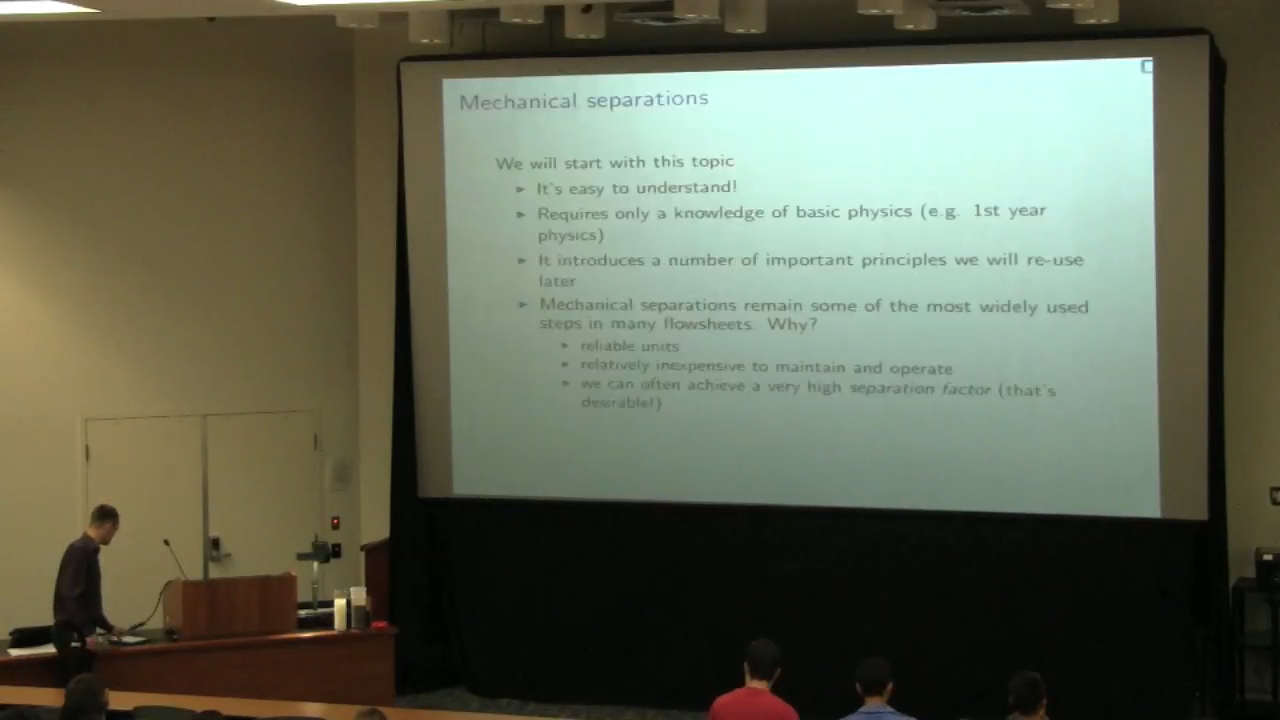 Mechanical separations
We will start with this topic
► It's easy to understand!
► Requires only a knowledge of basic physics (e.g. 1st year
physics)
► It introduces a number of important principles we will re-use
later
► Mechanical separations remain some of the most widely used
steps in many flowsheets. Why?
► reliable units
► relatively inexpensive to maintain and operate
► we can often achieve a very high separation factor (that's
desirable!)